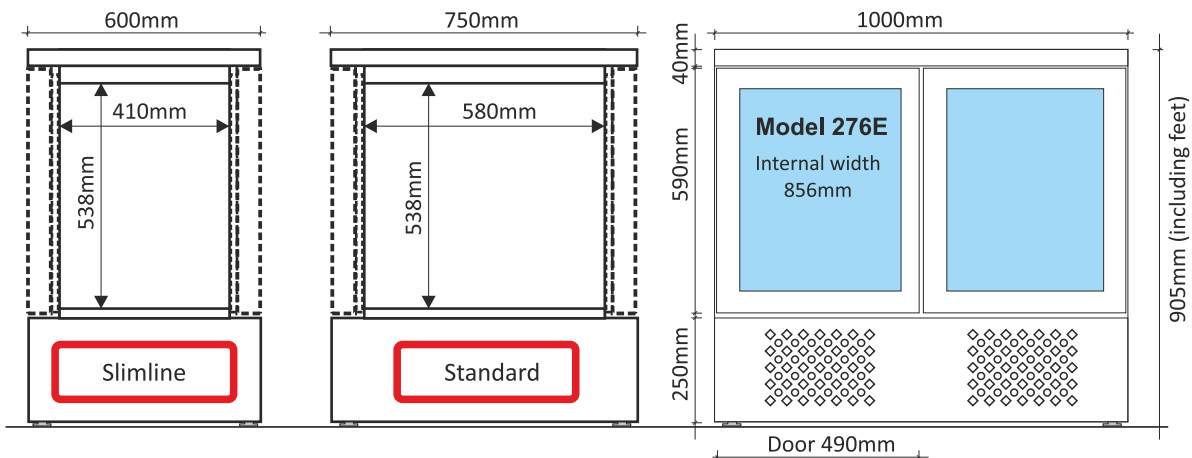 600mm
750mm
1000mm
410mm
538mm
580mm
538mm
40mm
590mm
250mm
Model 276E
Internal width
856mm
905mm (including feet)
Slimline
Standard
Door 490mm